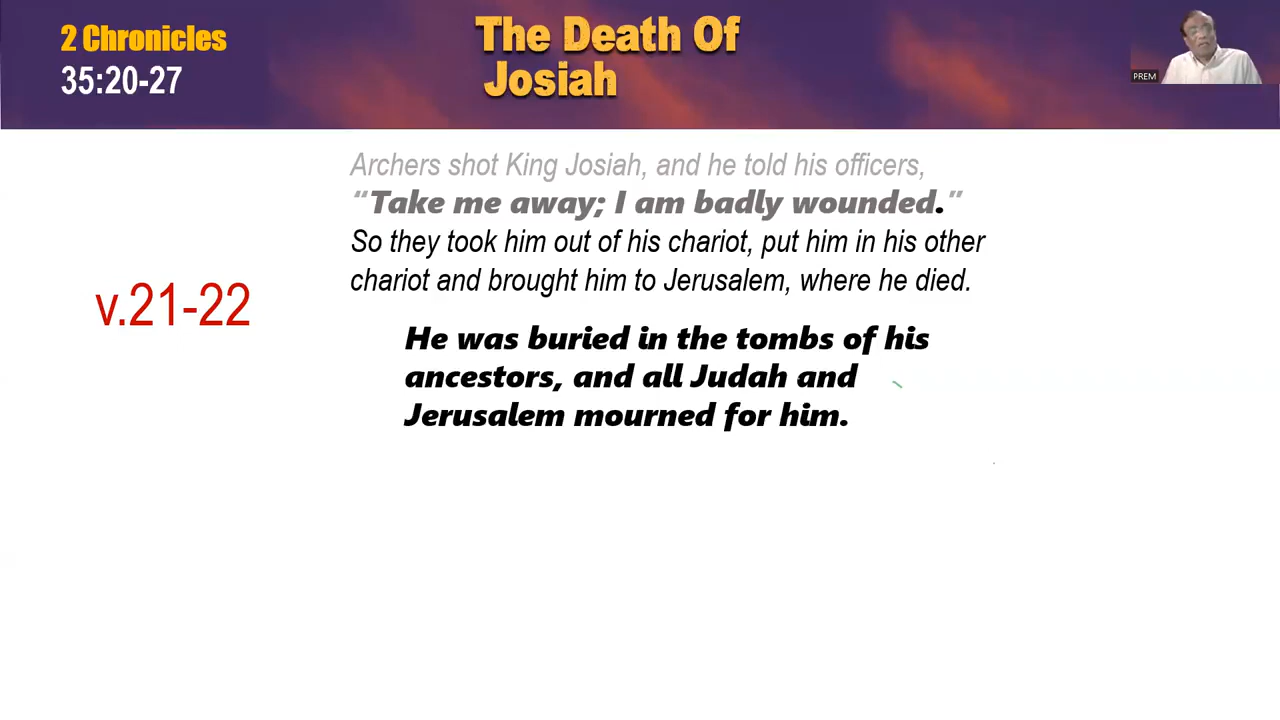 2 Chronicles
35:20-27
The Death Of
Josiah
PREM
Archers shot King Josiah, and he told his officers,
“Take me away; I am badly wounded.”
So they took him out of his chariot, put him in his other
chariot and brought him to Jerusalem, where he died.
v.21-22
He was buried in the tombs of his
ancestors, and all Judah and
Jerusalem mourned for him.